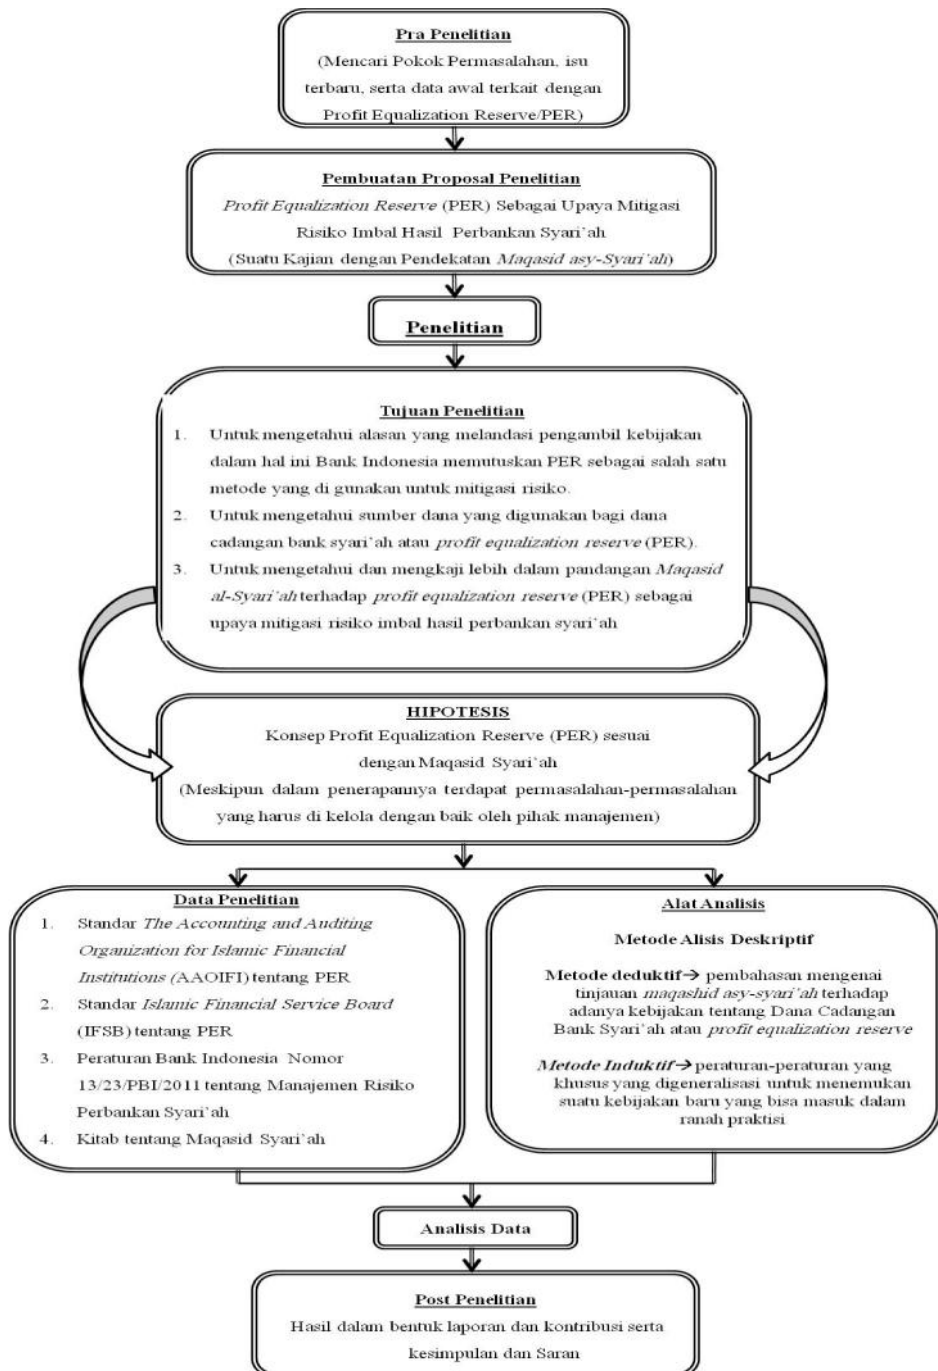 Pra Penelitian
(Mencari Pokok Permasalahan, isu
terbaru, serta data awal terkait dengan
Profit Equalization Reserve/PER)
Pembuatan Proposal Penelitian
Profit Equalization Reserve (PER) Sebagai Upaya Mitigasi
Risiko Imbal Hasil Perbankan Syari'ah
(Suatu Kajian dengan Pendekatan Maqasid asy-Syari'ah)
Penelitian
Tujuan Penelitian
1. Untuk mengetahui alasan yang melandasi pengambil kebijakan
dalam hal ini Bank Indonesia memutuskan PER sebagai salah satu
metode yang di gunakan untuk mitigasi risiko.
2. Untuk mengetahui sumber dana yang digunakan bagi dana
cadangan bank syari'ah atau profit equalization reserve (PER).
3. Untuk mengetahui dan mengkaji lebih dalam pandangan Maqasid
al-Syari'ah terhadap profit equalization reserve (PER) sebagai
upaya mitigasi risiko imbal hasil perbankan syari'ah
HIPOTESIS
Konsep Profit Equalization Reserve (PER) sesuai
dengan Maqasid Syari'ah
(Meskipun dalam penerapannya terdapat permasalahan-permasalahan
yang harus di kelola dengan baik oleh pihak manajemen)
Data Penelitian
1. Standar The Accounting and Auditing
Organization for Islamic Financial
Institutions (AAOIFI) tentang PER
2. Standar Islamic Financial Service Board
(IFSB) tentang PER
3. Peraturan Bank Indonesia Nomor
13/23/PBI/2011 tentang Manajemen Risiko
Perbankan Syari'ah
4. Kitab tentang Maqasid Syari'ah
Alat Analisis
Metode Alisis Deskriptif
Metode deduktif→ pembahasan mengenai
tinjauan maqashid asy-syari'ah terhadap
adanya kebijakan tentang Dana Cadangan
Bank Syari'ah atau profit equalization reserve
Metode Induktif→ peraturan-peraturan yang
khusus yang digeneralisasi untuk menemukan
suatu kebijakan baru yang bisa masuk dalam
ranah praktisi
Analisis Data
Post Penelitian
Hasil dalam bentuk laporan dan kontribusi serta
kesimpulan dan Saran